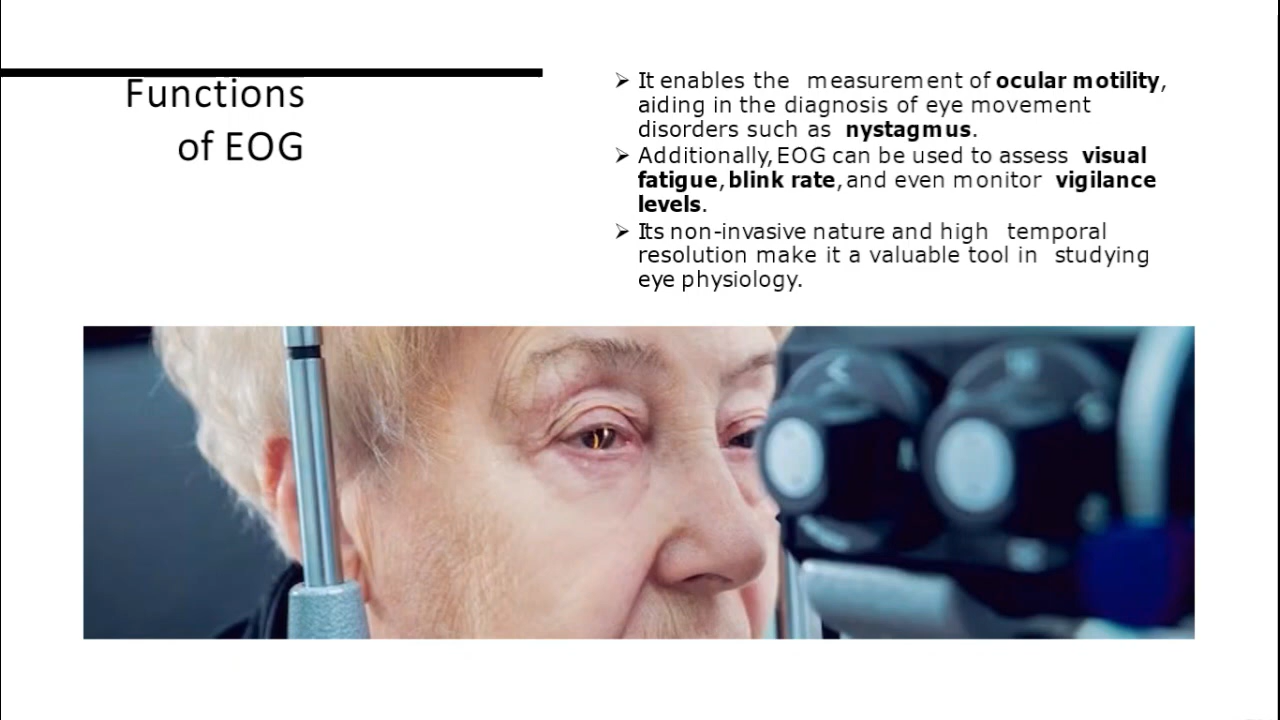 Functions
of EOG
➢ It enables the measurement of ocular motility,
aiding in the diagnosis of eye movement
disorders such as nystagmus.
➢ Additionally, EOG can be used to assess visual
fatigue, blink rate, and even monitor vigilance
levels.
➢ Its non-invasive nature and high temporal
resolution make it a valuable tool in studying
eye physiology.